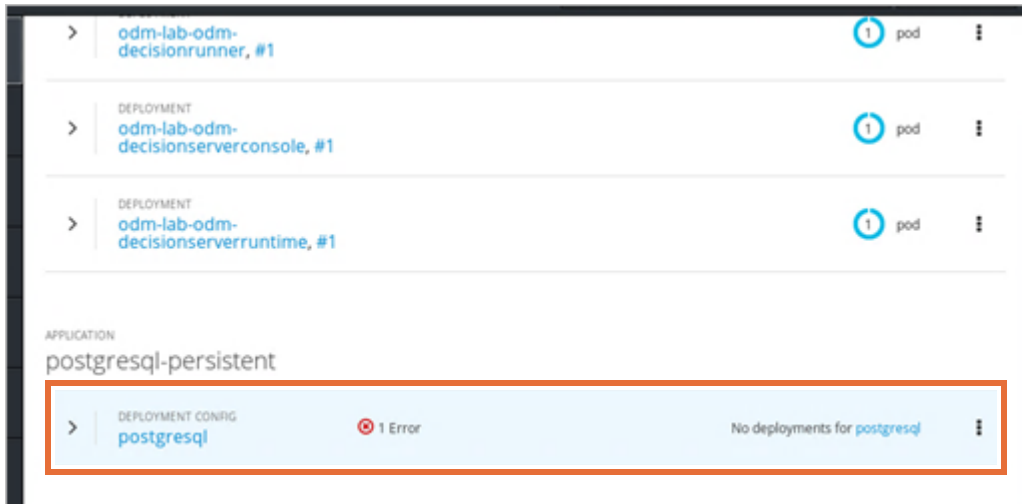 DEPLOYMENT
odm-lab-odm-
decisionrunner, #1
1 pod
DEPLOYMENT
odm-lab-odm-
decisionserverconsole, #1
1 pod
DEPLOYMENT
odm-lab-odm-
decisionserverruntime, #1
1 pod
APPLICATION
postgresql-persistent
DEPLOYMENT CONFIG
postgresql
1 Error
No deployments for postgresql